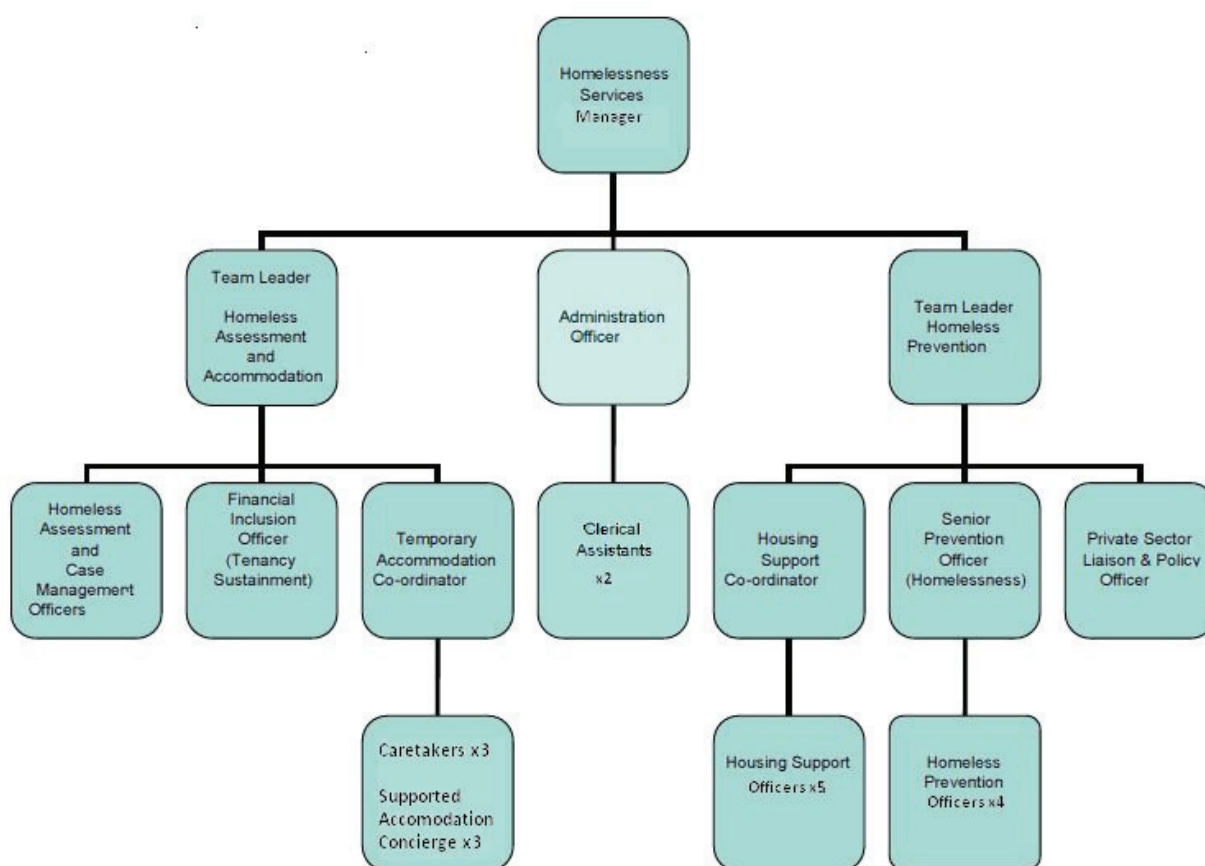 Homelessness
Services
Manager
Team Leader
Homeless
Assessment
and
Accommodation
Administration
Officer
Team Leader
Homeless
Prevention
Homeless
Assessment
and
Case
Management
Officers
Financial
Inclusion
Officer
(Tenancy
Sustainment)
Temporary
Accommodation
Co-ordinator
Clerical
Assistants
x2
Housing
Support
Co-ordinator
Senior
Prevention
Officer
(Homelessness)
Private Sector
Liaison & Policy
Officer
Caretakers x3
Supported
Accomodation
Concierge x3
Housing Support
Officers x5
Homeless
Prevention
Officers x4